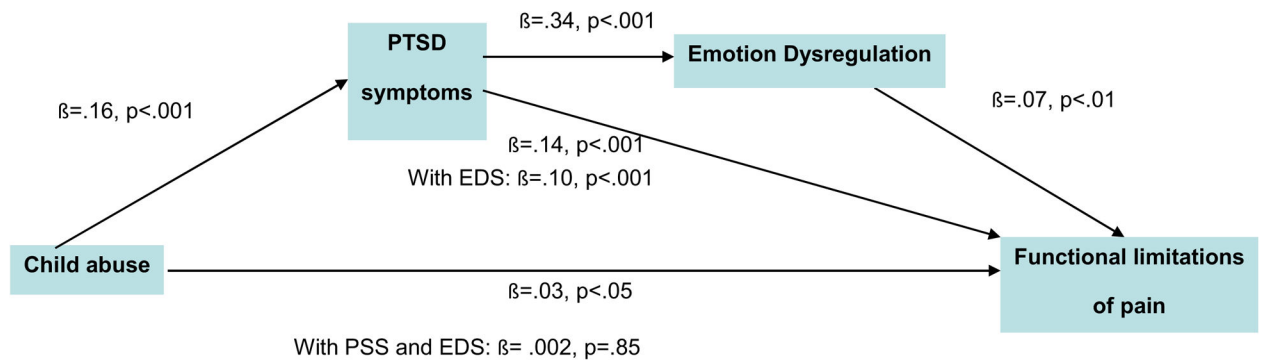 ß=.34, p<.001
PTSD
symptoms
Emotion Dysregulation
ß=.16, p<.001
ß=.07, p<.01
ß=.14, p<.001
With EDS: ß=.10, p<.001
Child abuse
Functional limitations
of pain
ß=.03, p<.05
With PSS and EDS: ß= .002, p=.85